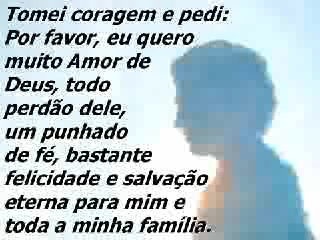 Tomei coragem e pedi:
Por favor, eu quero
muito Amor de
Deus, todo
perdão dele,
um punhado
de fé, bastante
felicidade e salvação
eterna para mim e
toda a minha família.